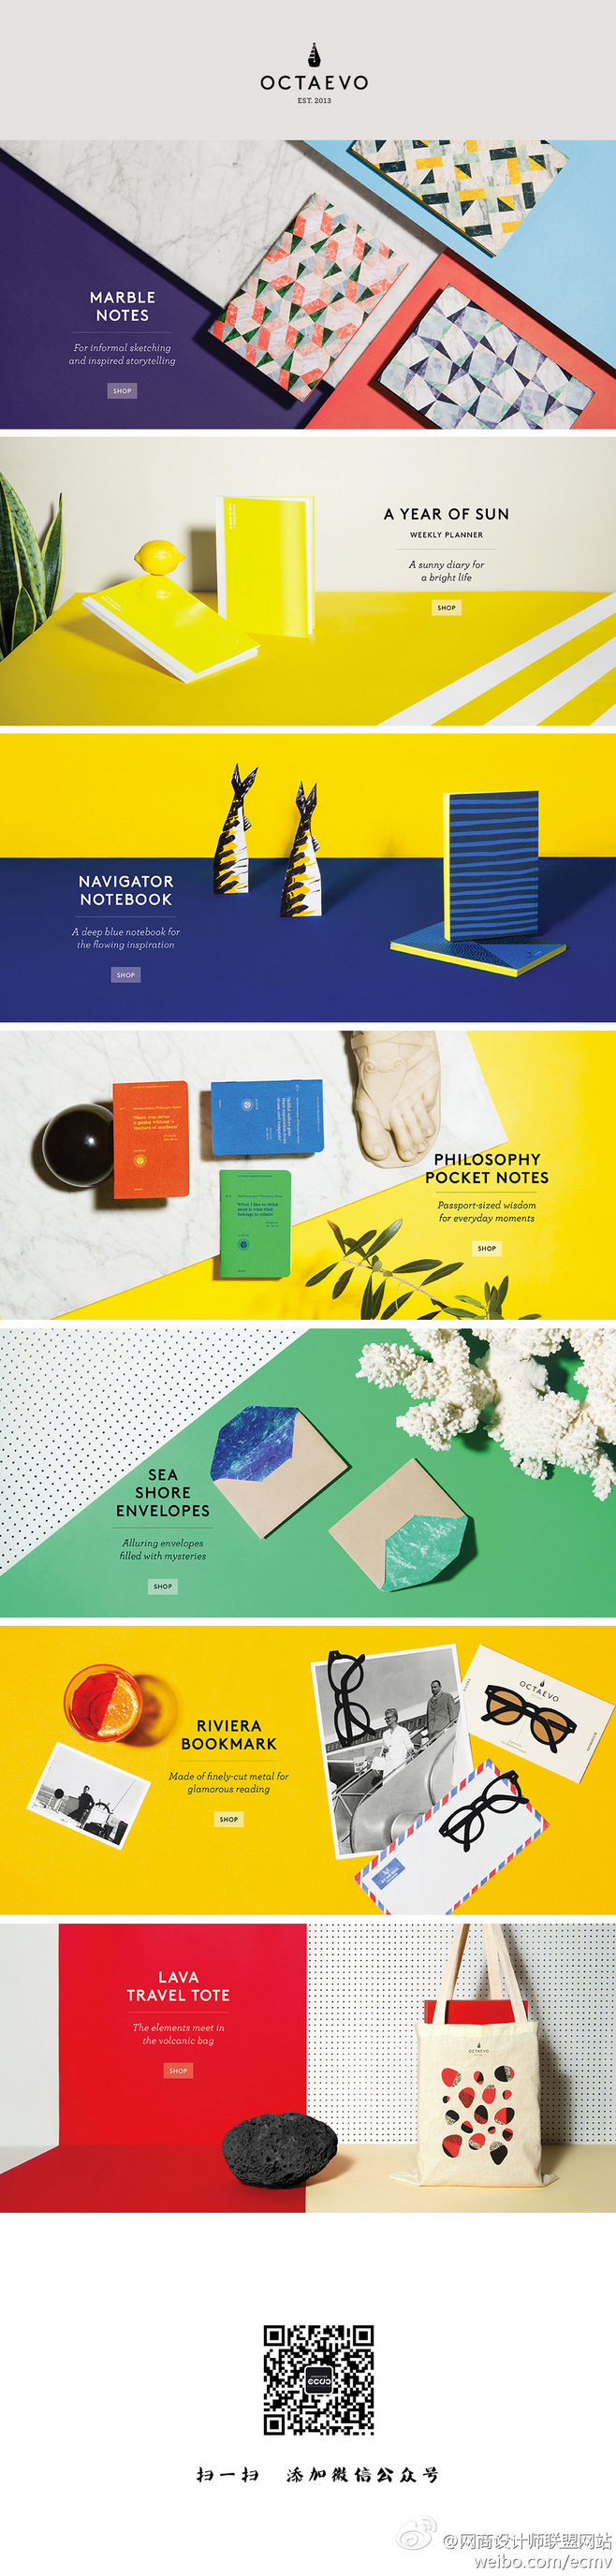 OCTAEVO
EST. 2013
MARBLE
NOTES
For informal sketching
and inspired storytelling
SHOP
A YEAR OF SUN
WEEKLY PLANNER
A sunny diary for
a bright life
SHOP
NAVIGATOR
NOTEBOOK
A deep blue notebook for
the flowing inspiration
SHOP
PHILOSOPHY
POCKET NOTES
Passport-sized wisdom
for everyday moments
SHOP
SEA
SHORE
ENVELOPES
Alluring envelopes
filled with mysteries
SHOP
OCTAEVO
RIVIERA
BOOKMARK
Made of finely-cut metal for
glamorous reading
SHOP
LAVA
TRAVEL TOTE
The elements meet in
the volcanic bag
SHOP
OCTAEVO
扫一扫 添加微信公众号
@网商设计师联盟网站
weibo.com/ecmv